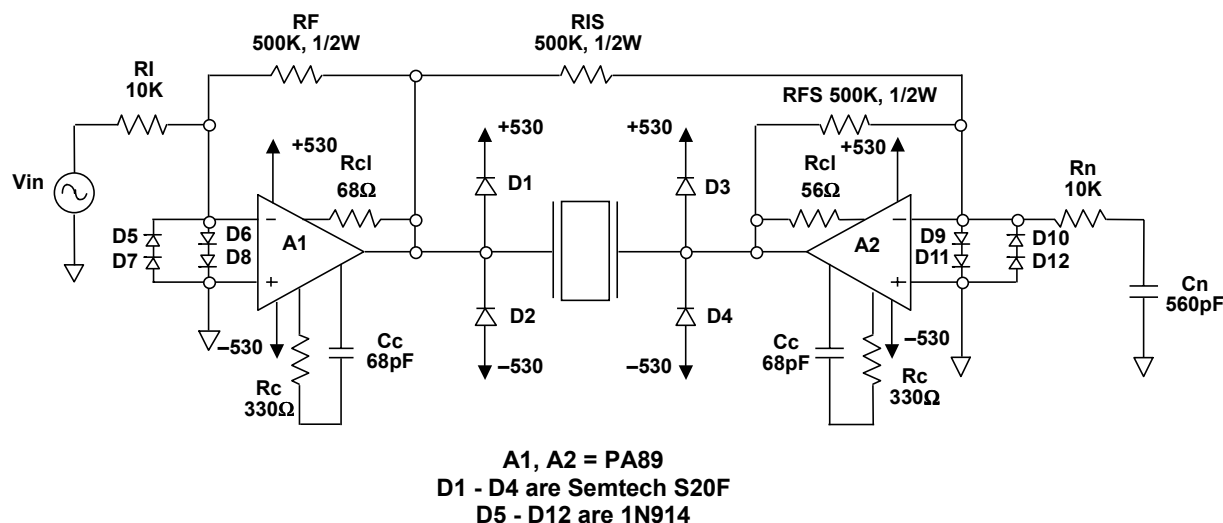 RF
500K, 1/2W
RIS
500K, 1/2W
RI
10K
RFS 500K, 1/2W
+530
+530
+530
+530
Rcl
68Ω
Rcl
56Ω
Rn
10K
Vin
D1
D3
D5
D7
D6
D8
−
+
A1
A2
−
+
D9
D11
D10
D12
Cn
560pF
D2
D4
−530
Cc
68pF
−530
−530
Cc
68pF
−530
Rc
330Ω
Rc
330Ω
A1, A2 = PA89
D1 - D4 are Semtech S20F
D5 - D12 are 1N914